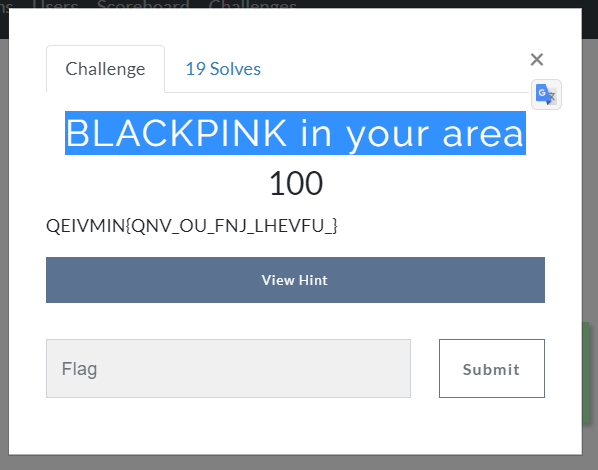 Users Scoreboard Challenges
Challenge
19 Solves
×
BLACKPINK in your area
100
QEIVMIN{QNV_OU_FNJ_LHEVFU_}
View Hint
Flag
Submit